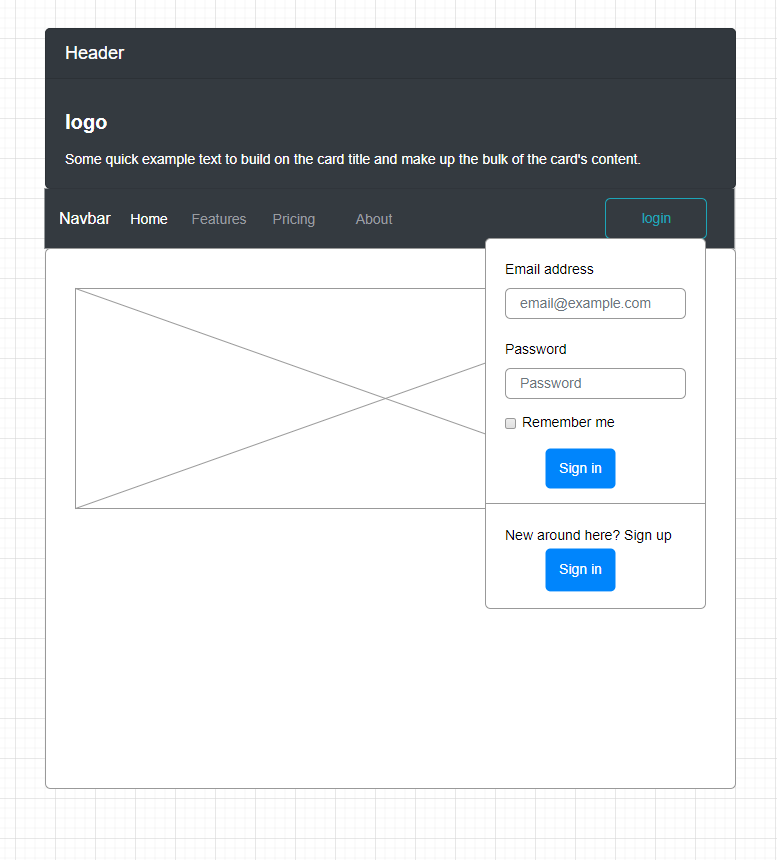 Header
logo
Some quick example text to build on the card title and make up the bulk of the card's content.
Navbar Home Features Pricing About login
Email address
email@example.com
Password
Password
Remember me
Sign in
New around here? Sign up
Sign in